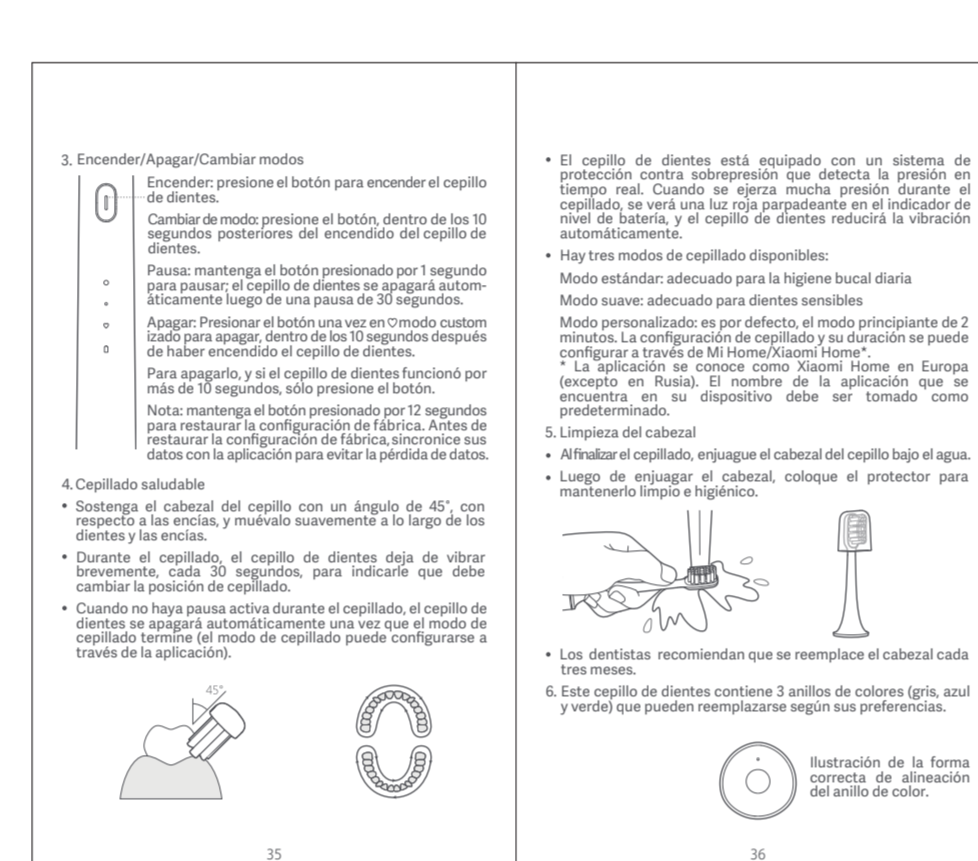 3. Encender/Apagar/Cambiar modos
Encender: presione el botón para encender el cepillo
de dientes.
Cambiar de modo: presione el botón, dentro de los 10
segundos posteriores del encendido del cepillo de
dientes.
Pausa: mantenga el botón presionado por 1 segundo
para pausar; el cepillo de dientes se apagará autom-
áticamente luego de una pausa de 30 segundos.
Apagar: Presionar el botón una vez en ♡modo custom
izado para apagar, dentro de los 10 segundos después
de haber encendido el cepillo de dientes.
Para apagarlo, y si el cepillo de dientes funcionó por
más de 10 segundos, sólo presione el botón.
Nota: mantenga el botón presionado por 12 segundos
para restaurar la configuración de fábrica. Antes de
restaurar la configuración de fábrica, sincronice sus
datos con la aplicación para evitar la pérdida de datos.
4. Cepillado saludable
• Sostenga el cabezal del cepillo con un ángulo de 45°, con
respecto a las encías, y muévalo suavemente a lo largo de los
dientes y las encías.
• Durante el cepillado, el cepillo de dientes deja de vibrar
brevemente, cada 30 segundos, para indicarle que debe
cambiar la posición de cepillado.
• Cuando no haya pausa activa durante el cepillado, el cepillo de
dientes se apagará automáticamente una vez que el modo de
cepillado termine (el modo de cepillado puede configurarse a
través de la aplicación).
45°
35
• El cepillo de dientes está equipado con un sistema de
protección contra sobrepresión que detecta la presión en
tiempo real. Cuando se ejerza mucha presión durante el
cepillado, se verá una luz roja parpadeante en el indicador de
nivel de batería, y el cepillo de dientes reducirá la vibración
automáticamente.
• Hay tres modos de cepillado disponibles:
Modo estándar: adecuado para la higiene bucal diaria
Modo suave: adecuado para dientes sensibles
Modo personalizado: es por defecto, el modo principiante de 2
minutos. La configuración de cepillado y su duración se puede
configurar a través de Mi Home/Xiaomi Home*.
* La aplicación se conoce como Xiaomi Home en Europa
(excepto en Rusia). El nombre de la aplicación que se
encuentra en su dispositivo debe ser tomado como
predeterminado.
5. Limpieza del cabezal
• Al finalizar el cepillado, enjuague el cabezal del cepillo bajo el agua.
• Luego de enjuagar el cabezal, coloque el protector para
mantenerlo limpio e higiénico.
• Los dentistas recomiendan que se reemplace el cabezal cada
tres meses.
6. Este cepillo de dientes contiene 3 anillos de colores (gris, azul
y verde) que pueden reemplazarse según sus preferencias.
Ilustración de la forma
correcta de alineación
del anillo de color.
36